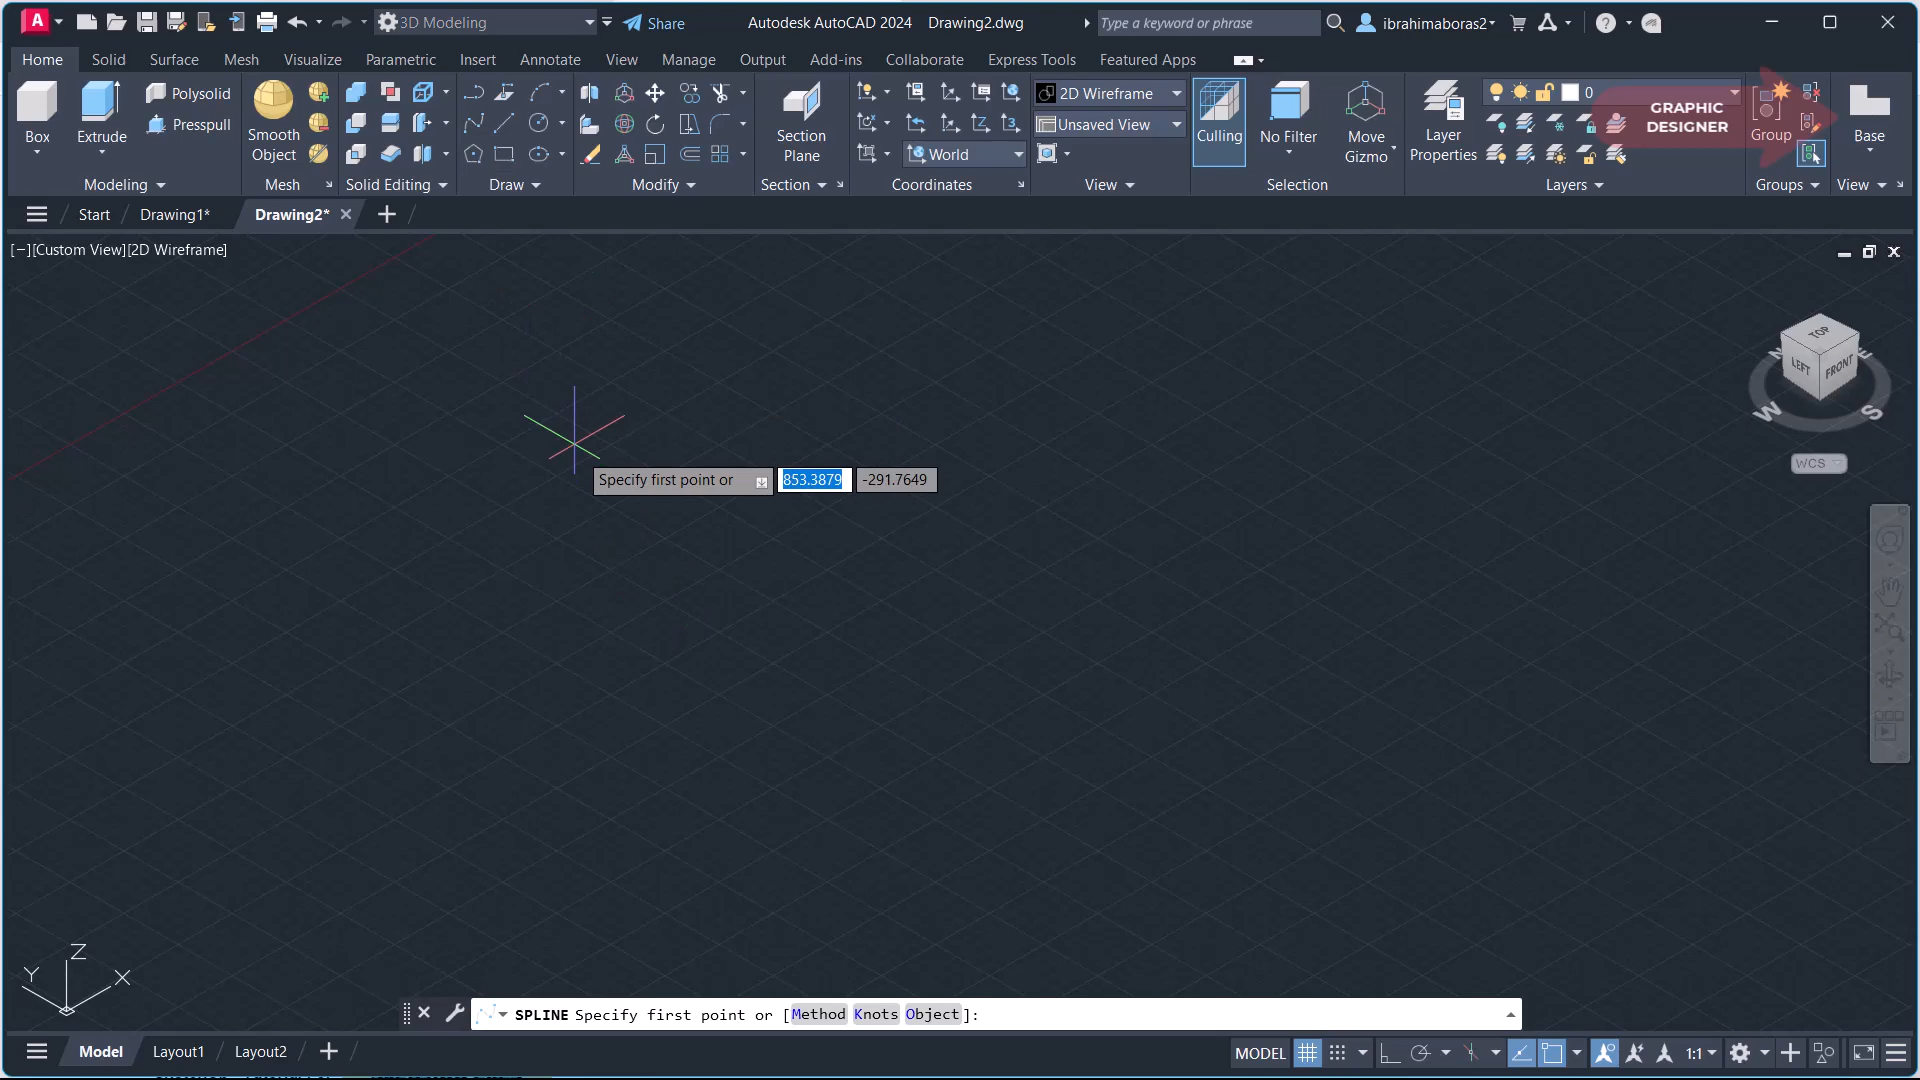 A 3D Modeling Share Autodesk AutoCAD 2024 Drawing2.dwg Type a keyword or phrase ibrahimaboras2
Home Solid Surface Mesh Visualize Parametric Insert Annotate View Manage Output Add-ins Collaborate Express Tools Featured Apps
Box
Extrude
Polysolid
Presspull
Modeling
Smooth
Object
Mesh
Solid Editing
Draw
Modify
Section
Plane
Section
World
Coordinates
2D Wireframe
Unsaved View
View
Culling
No Filter
Move
Gizmo
Selection
Layer
Properties
0
Layers
GRAPHIC
DESIGNER
Group
Groups
Base
View
Start Drawing1* Drawing2*
[−][Custom View][2D Wireframe]
TOP
LEFT FRONT
N E
W S
WCS
Specify first point or 853.3879 -291.7649
Z
Y X
SPLINE Specify first point or [Method Knots Object]:
Model Layout1 Layout2 MODEL 1:1